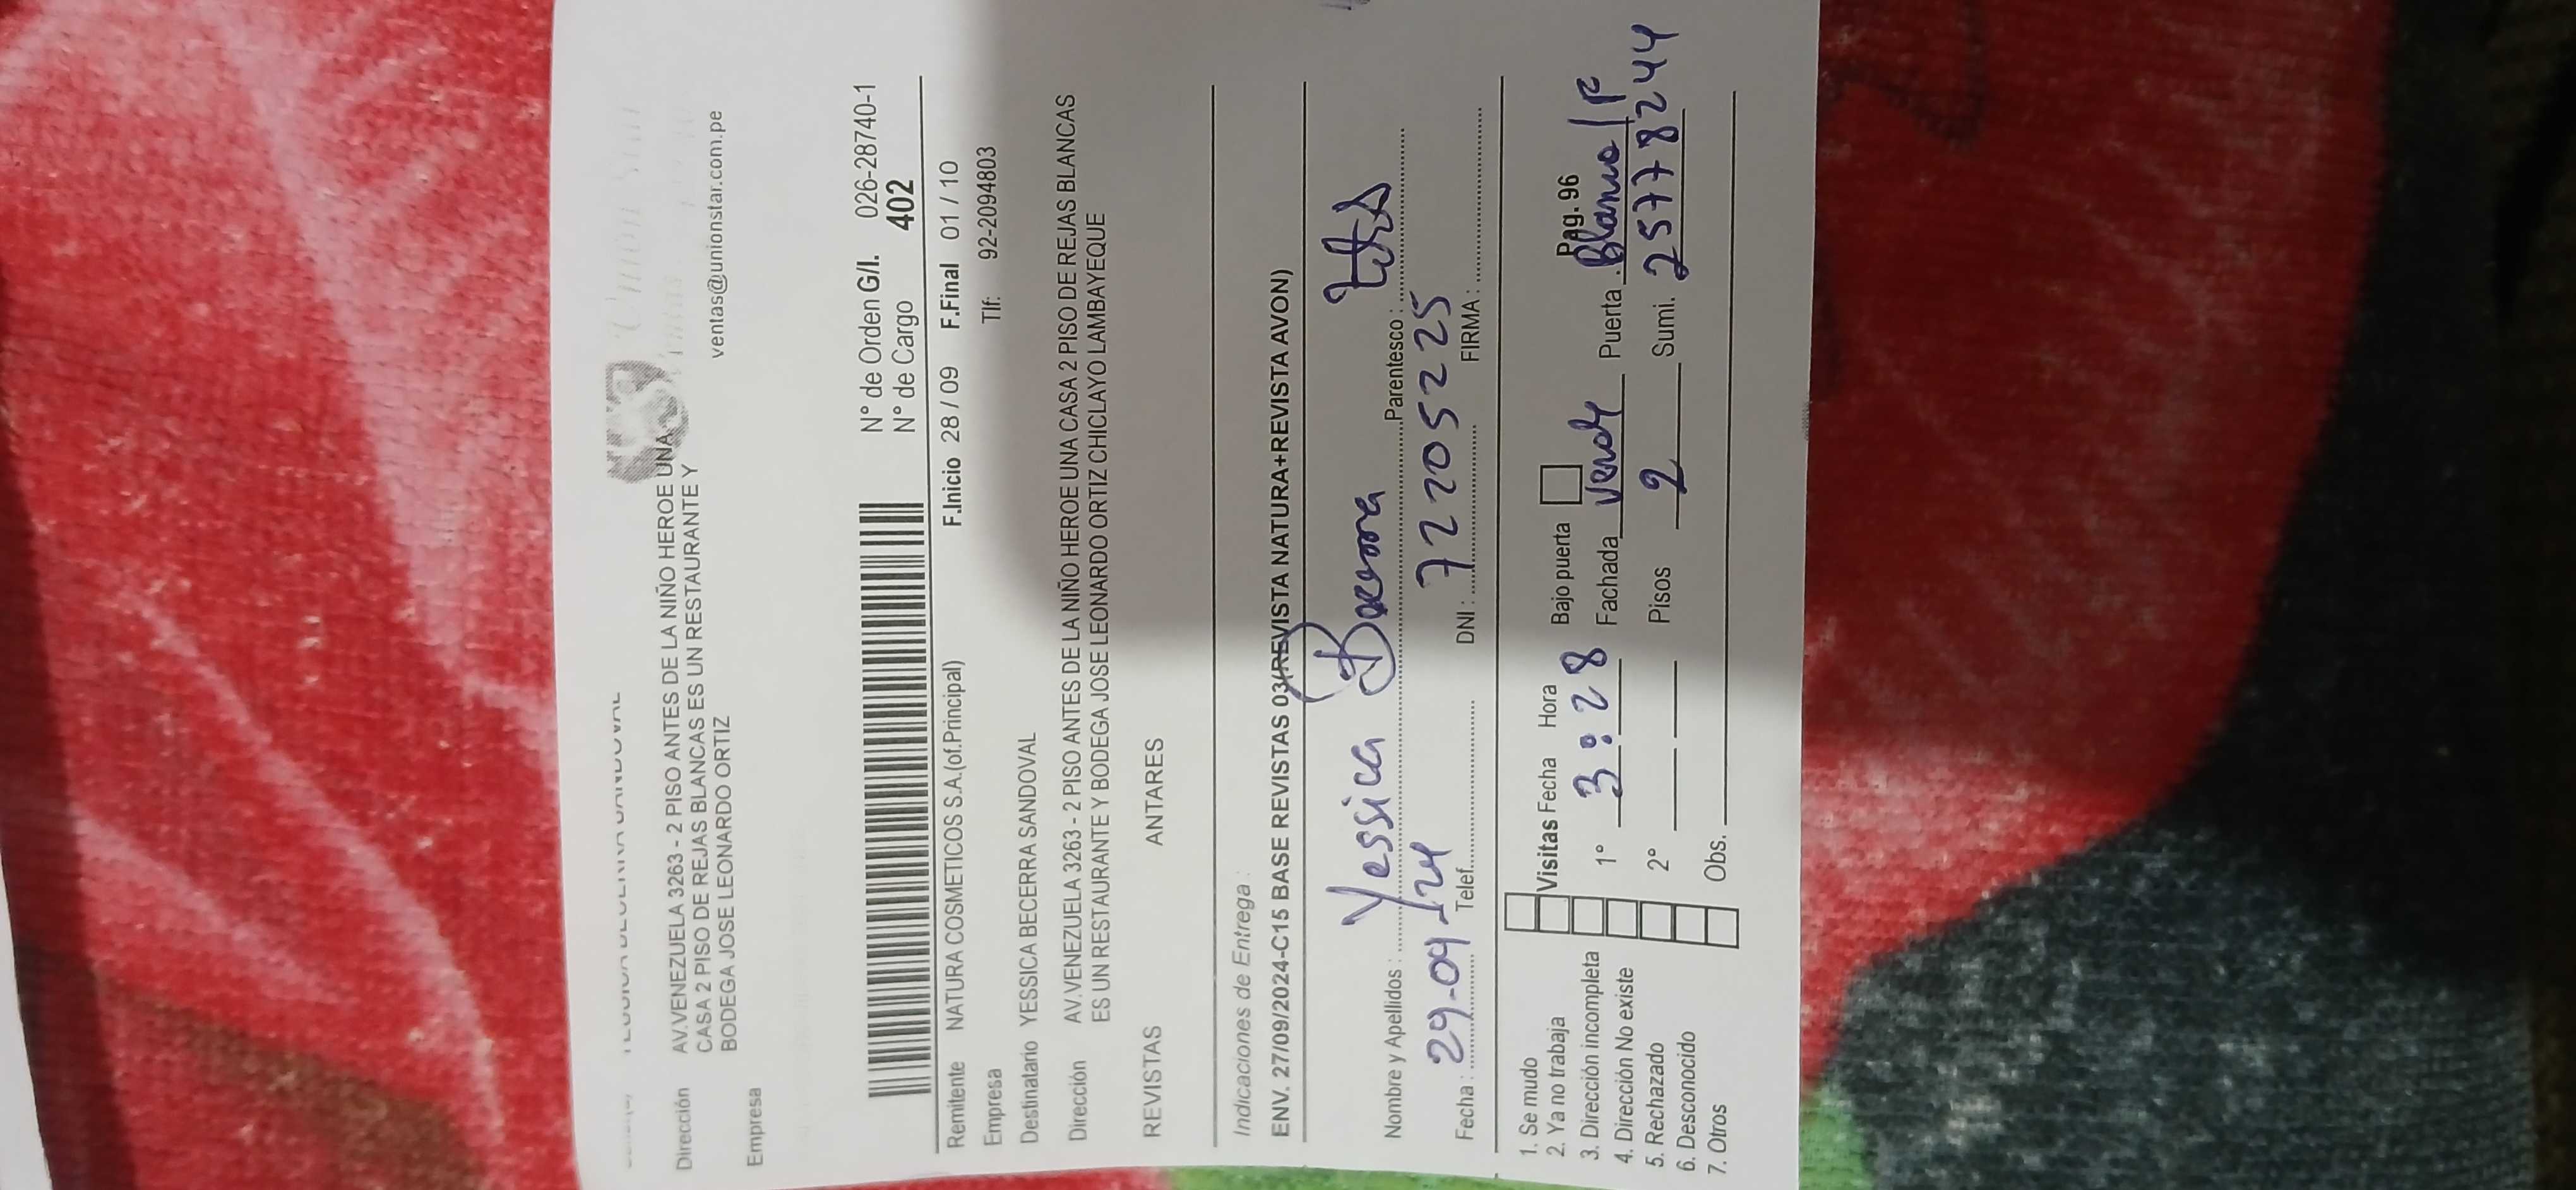 AV.VENEZUELA 3263 - 2 PISO ANTES DE LA NIÑO HEROE UNA
Dirección CASA 2 PISO DE REJAS BLANCAS ES UN RESTAURANTE Y
BODEGA JOSE LEONARDO ORTIZ
Empresa
ventas@unionstar.com.pe
N° de Orden G/I. 026-28740-1
N° de Cargo 402
Remitente NATURA COSMETICOS S.A.(of.Principal) F.Inicio 28 / 09 F.Final 01 / 10
Empresa Tlf: 92-2094803
Destinatario YESSICA BECERRA SANDOVAL
Dirección AV.VENEZUELA 3263 - 2 PISO ANTES DE LA NIÑO HEROE UNA CASA 2 PISO DE REJAS BLANCAS
ES UN RESTAURANTE Y BODEGA JOSE LEONARDO ORTIZ CHICLAYO LAMBAYEQUE
REVISTAS ANTARES
Indicaciones de Entrega :
ENV. 27/09/2024-C15 BASE REVISTAS 03(REVISTA NATURA+REVISTA AVON)
Nombre y Apellidos : Yessica Becerra Parentesco :
Fecha : 29-09-24 Telef. DNI : 72205225 FIRMA :
1. Se mudo
2. Ya no trabaja
3. Dirección incompleta
4. Dirección No existe
5. Rechazado
6. Desconocido
7. Otros
Visitas Fecha Hora Bajo puerta Pag. 96
1° 3:28 Fachada Puerta
2° Pisos 2 Sumi. 25778244
Obs.